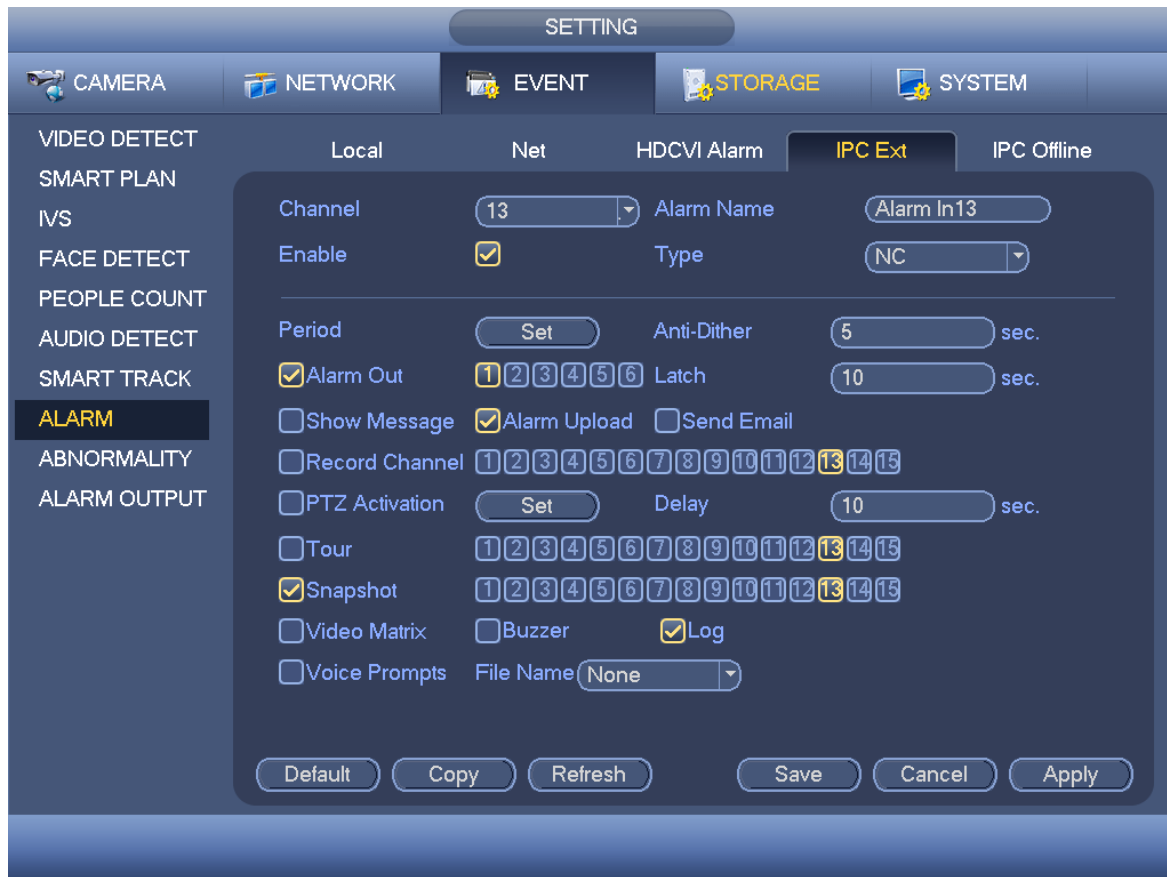 SETTING
CAMERA NETWORK EVENT STORAGE SYSTEM
VIDEO DETECT
SMART PLAN
IVS
FACE DETECT
PEOPLE COUNT
AUDIO DETECT
SMART TRACK
ALARM
ABNORMALITY
ALARM OUTPUT
Local Net HDCVI Alarm IPC Ext IPC Offline
Channel 13 Alarm Name Alarm In13
Enable Type NC
Period Set Anti-Dither 5 sec.
Alarm Out 1 2 3 4 5 6 Latch 10 sec.
Show Message Alarm Upload Send Email
Record Channel 1 2 3 4 5 6 7 8 9 10 11 12 13 14 15
PTZ Activation Set Delay 10 sec.
Tour 1 2 3 4 5 6 7 8 9 10 11 12 13 14 15
Snapshot 1 2 3 4 5 6 7 8 9 10 11 12 13 14 15
Video Matrix Buzzer Log
Voice Prompts File Name None
Default Copy Refresh Save Cancel Apply